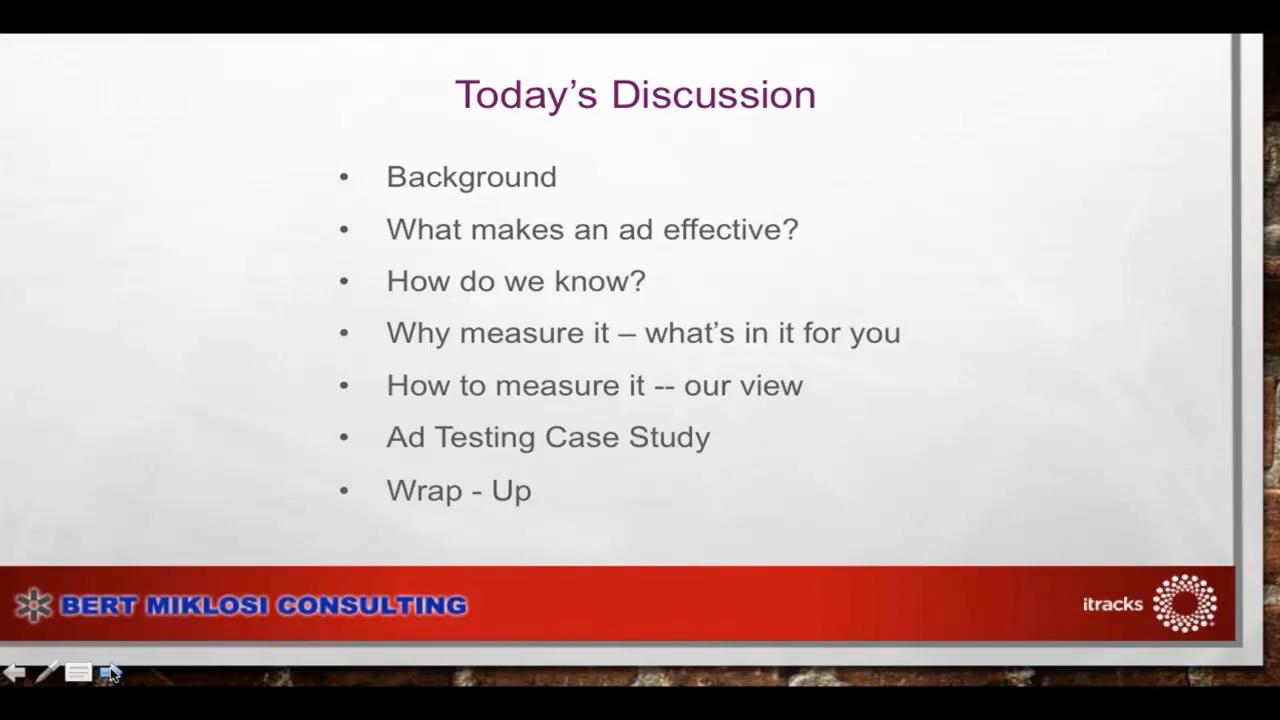 Today’s Discussion
• Background
• What makes an ad effective?
• How do we know?
• Why measure it – what’s in it for you
• How to measure it -- our view
• Ad Testing Case Study
• Wrap - Up
BERT MIKLOSI CONSULTING
itracks